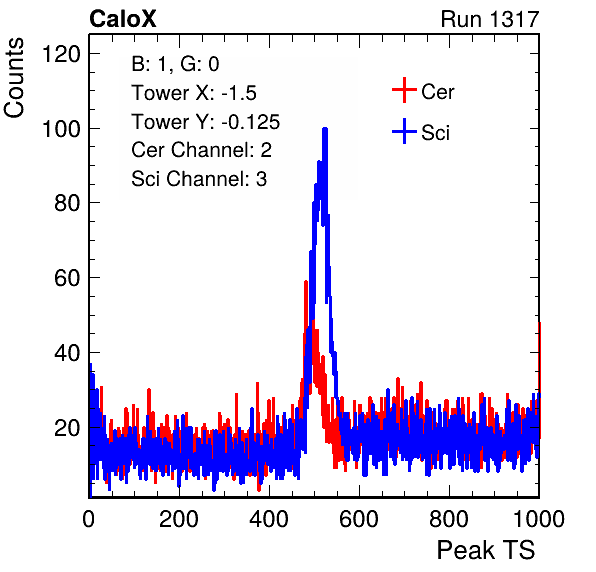 CaloX Run 1317
Counts
120
100
80
60
40
20
B: 1, G: 0
Tower X: -1.5
Tower Y: -0.125
Cer Channel: 2
Sci Channel: 3
Cer
Sci
0 200 400 600 800 1000
Peak TS